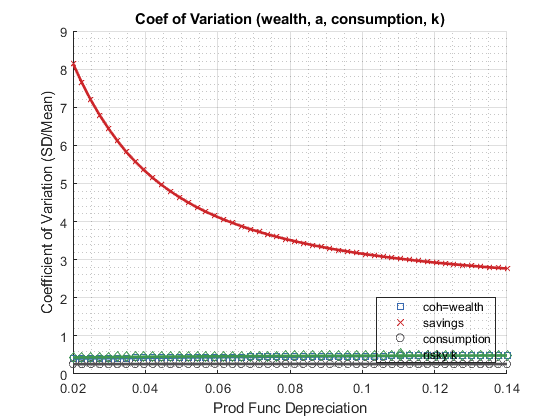 Coef of Variation (wealth, a, consumption, k)
Coefficient of Variation (SD/Mean)
9
8
7
6
5
4
3
2
1
0
coh=wealth
savings
consumption
risky k
0.02 0.04 0.06 0.08 0.1 0.12 0.14
Prod Func Depreciation